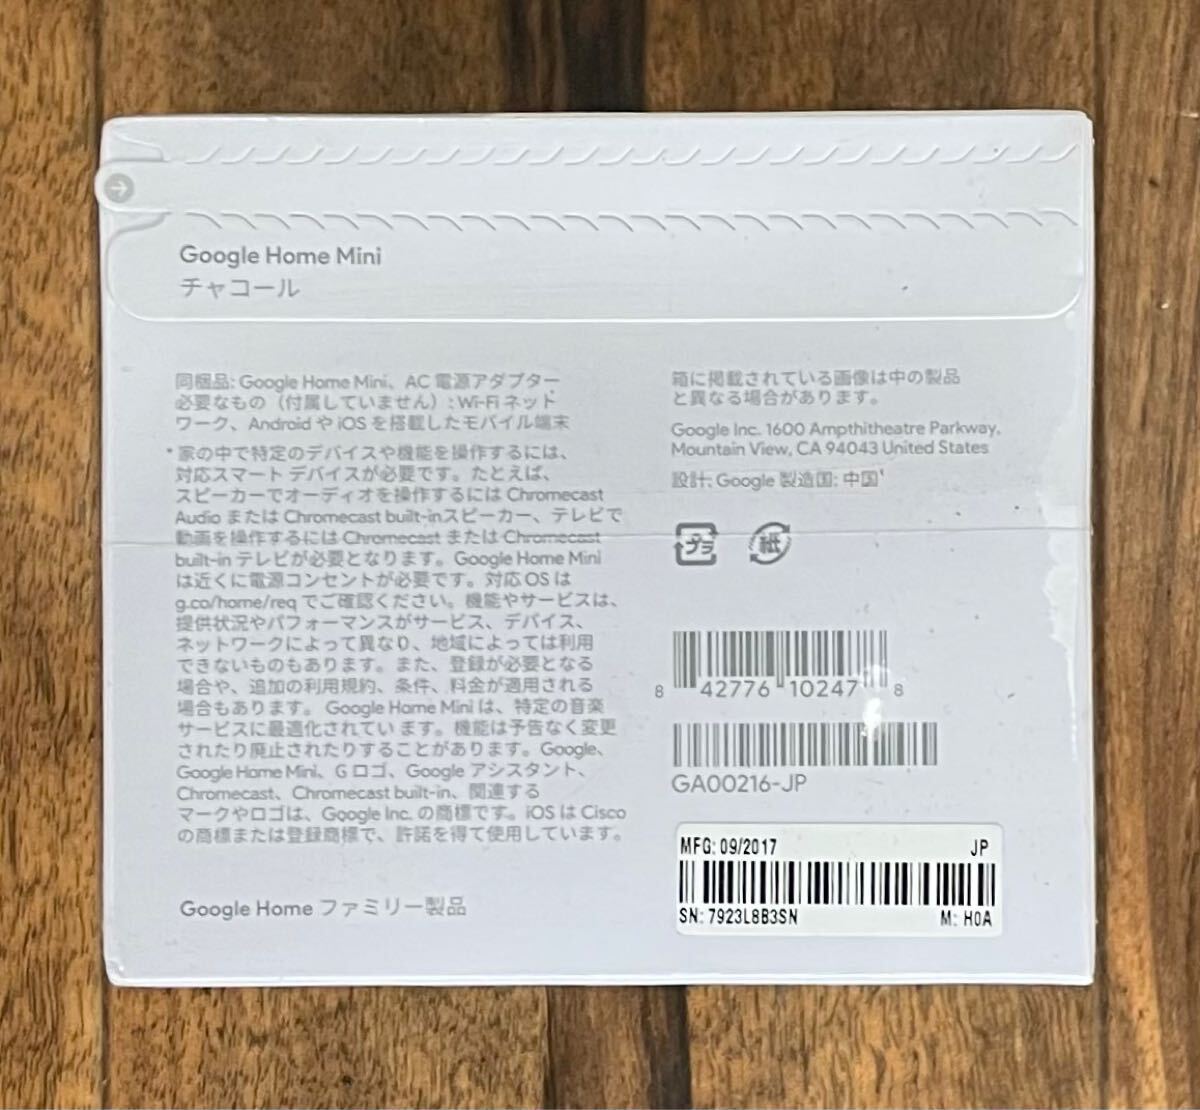 Google Home Mini
チャコール
同梱品: Google Home Mini、AC 電源アダプター
必要なもの（付属していません）: Wi-Fi ネット
ワーク、Android や iOS を搭載したモバイル端末
*家の中で特定のデバイスや機能を操作するには、
対応スマート デバイスが必要です。たとえば、
スピーカーでオーディオを操作するには Chromecast
Audio または Chromecast built-inスピーカー、テレビで
動画を操作するには Chromecast または Chromecast
built-in テレビが必要となります。Google Home Mini
は近くに電源コンセントが必要です。対応 OS は
g.co/home/req でご確認ください。機能やサービスは、
提供状況やパフォーマンスがサービス、デバイス、
ネットワークによって異なり、地域によっては利用
できないものもあります。また、登録が必要となる
場合や、追加の利用規約、条件、料金が適用される
場合もあります。 Google Home Mini は、特定の音楽
サービスに最適化されてい ます。機能は予告なく変更
されたり廃止されたりすることがあります。Google、
Google Home Mini、G ロゴ、Google アシスタント、
Chromecast、Chromecast built-in、関連する
マークやロゴは、Google Inc. の商標です。iOS は Cisco
の商標または登録商標で、許諾を得て使用しています。
Google Home ファミリー製品
箱に掲載されている画像は中の製品
と異なる場合があります。
Google Inc. 1600 Ampthitheatre Parkway,
Mountain View, CA 94043 United States
設計: Google 製造国: 中国
プラ 紙
8 42776 10247 8
GA00216-JP
MFG: 09/2017 JP
SN: 7923L8B3SN M: H0A